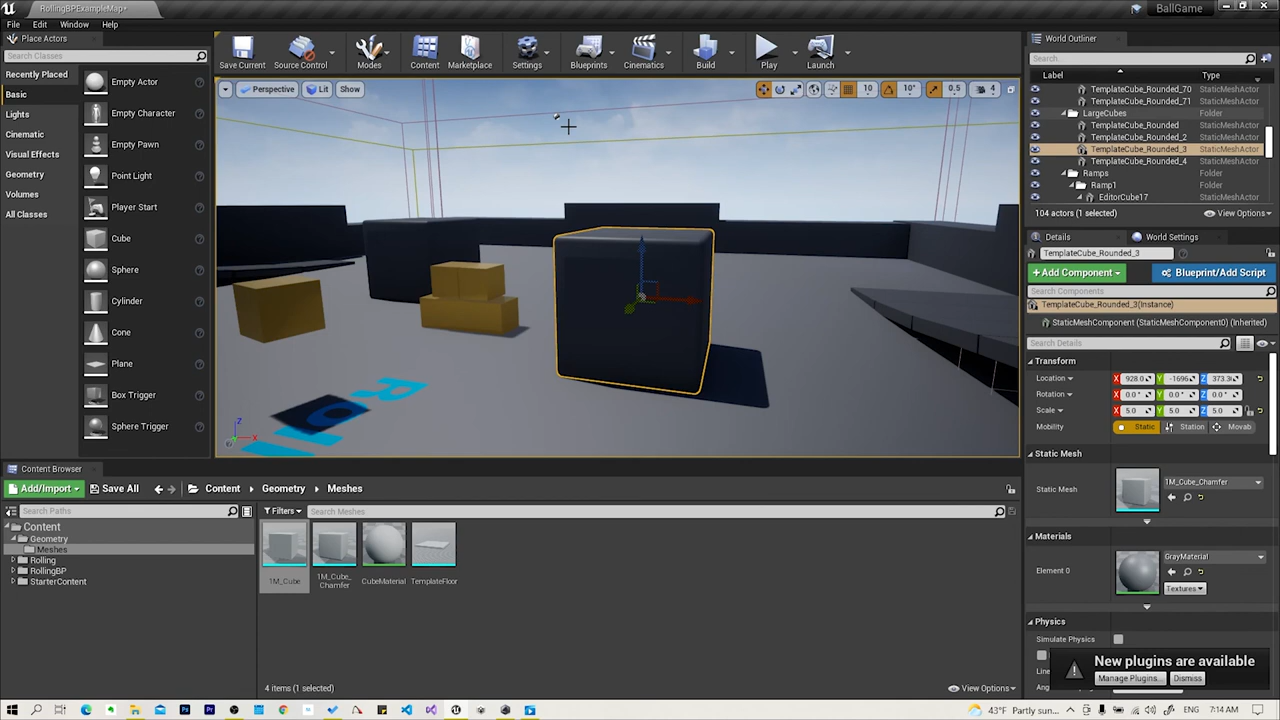 RollingBPExampleMap*
BallGame
File Edit Window Help
Place Actors
Search Classes
Recently Placed
Basic
Lights
Cinematic
Visual Effects
Geometry
Volumes
All Classes
Empty Actor
Empty Character
Empty Pawn
Point Light
Player Start
Cube
Sphere
Cylinder
Cone
Plane
Box Trigger
Sphere Trigger
Save Current
Source Control
Modes
Content
Marketplace
Settings
Blueprints
Cinematics
Build
Play
Launch
Perspective Lit Show
10 10° 0.5 4
World Outliner
Search...
Label Type
TemplateCube_Rounded_70 StaticMeshActor
TemplateCube_Rounded_71 StaticMeshActor
LargeCubes Folder
TemplateCube_Rounded StaticMeshActor
TemplateCube_Rounded_2 StaticMeshActor
TemplateCube_Rounded_3 StaticMeshActor
TemplateCube_Rounded_4 StaticMeshActor
Ramps Folder
Ramp1 Folder
EditorCube17 StaticMeshActor
104 actors (1 selected) View Options
Details World Settings
TemplateCube_Rounded_3
Add Component Blueprint/Add Script
Search Components
TemplateCube_Rounded_3(Instance)
StaticMeshComponent (StaticMeshComponent0) (Inherited)
Search Details
Transform
Location X 928.0 Y -1696 Z 373.3
Rotation X 0.0° Y 0.0° Z 0.0°
Scale X 5.0 Y 5.0 Z 5.0
Mobility Static Station Movab
Static Mesh
Static Mesh 1M_Cube_Chamfer
Materials
Element 0 GrayMaterial
Textures
Physics
Simulate Physics
Line
Ang
New plugins are available
Manage Plugins... Dismiss
Content Browser
Add/Import Save All Content Geometry Meshes
Search Paths
Filters Search Meshes
Content
Geometry
Meshes
Rolling
RollingBP
StarterContent
1M_Cube
1M_Cube_
Chamfer
CubeMaterial
TemplateFloor
4 items (1 selected) View Options
43°F Partly sun... ENG 7:14 AM